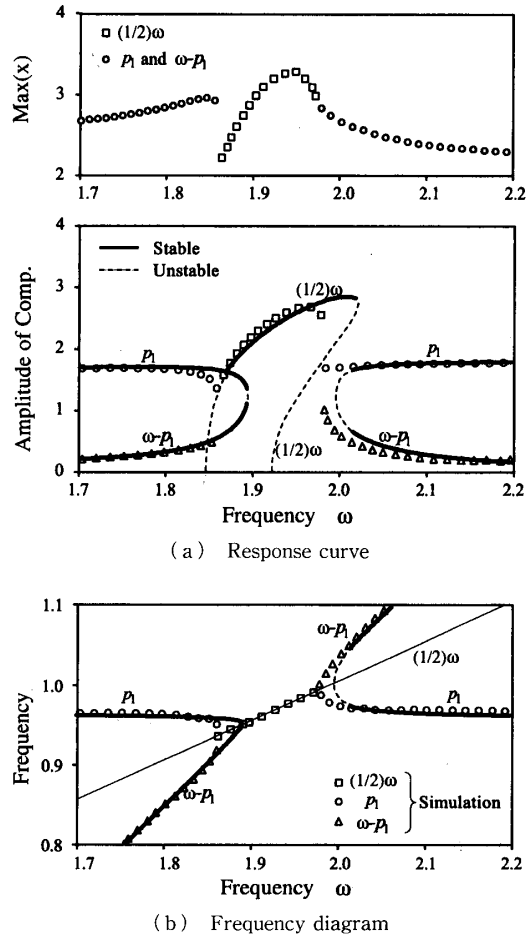 □ (1/2)ω
○ p₁ and ω-p₁
Max(x)
4
3
2
1.7 1.8 1.9 2.0 2.1 2.2
Amplitude of Comp.
4
3
2
1
0
Stable
Unstable
(1/2)ω
p₁
p₁
ω-p₁
(1/2)ω
ω-p₁
1.7 1.8 1.9 2.0 2.1 2.2
Frequency ω
(a) Response curve
Frequency
1.1
1.0
0.9
0.8
ω-p₁
(1/2)ω
p₁
p₁
ω-p₁
□ (1/2)ω
○ p₁
△ ω-p₁
Simulation
1.7 1.8 1.9 2.0 2.1 2.2
Frequency ω
(b) Frequency diagram